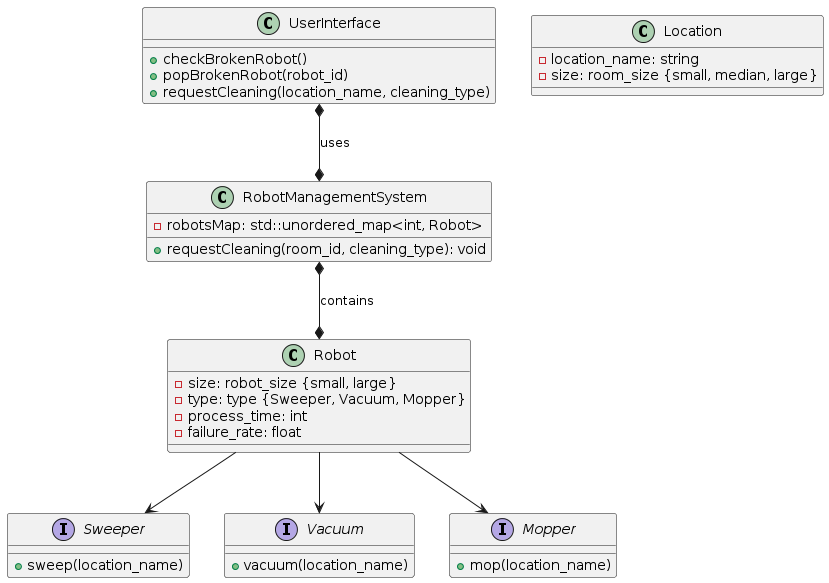 C UserInterface
checkBrokenRobot()
popBrokenRobot(robot_id)
requestCleaning(location_name, cleaning_type)
C Location
location_name: string
size: room_size {small, median, large}
uses
C RobotManagementSystem
robotsMap: std::unordered_map<int, Robot>
requestCleaning(room_id, cleaning_type): void
contains
C Robot
size: robot_size {small, large}
type: type {Sweeper, Vacuum, Mopper}
process_time: int
failure_rate: float
I Sweeper
sweep(location_name)
I Vacuum
vacuum(location_name)
I Mopper
mop(location_name)